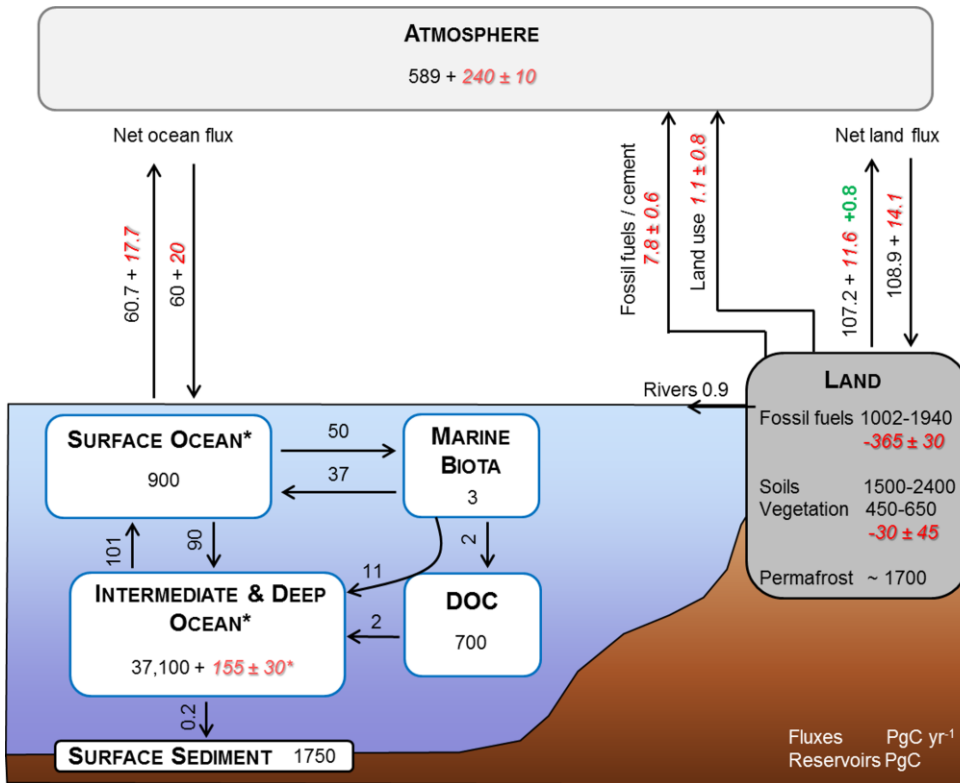 ATMOSPHERE
589 + 240 ± 10
Net ocean flux
60.7 + 17.7
60 + 20
Fossil fuels / cement
7.8 ± 0.6
Land use 1.1 ± 0.8
Net land flux
107.2 + 11.6 +0.8
108.9 + 14.1
Rivers 0.9
LAND
Fossil fuels 1002-1940
-365 ± 30
Soils 1500-2400
Vegetation 450-650
-30 ± 45
Permafrost ~ 1700
SURFACE OCEAN*
900
50
37
MARINE
BIOTA
3
101
90
11
2
INTERMEDIATE & DEEP
OCEAN*
37,100 + 155 ± 30*
2
DOC
700
0.2
SURFACE SEDIMENT 1750
Fluxes PgC yr-1
Reservoirs PgC